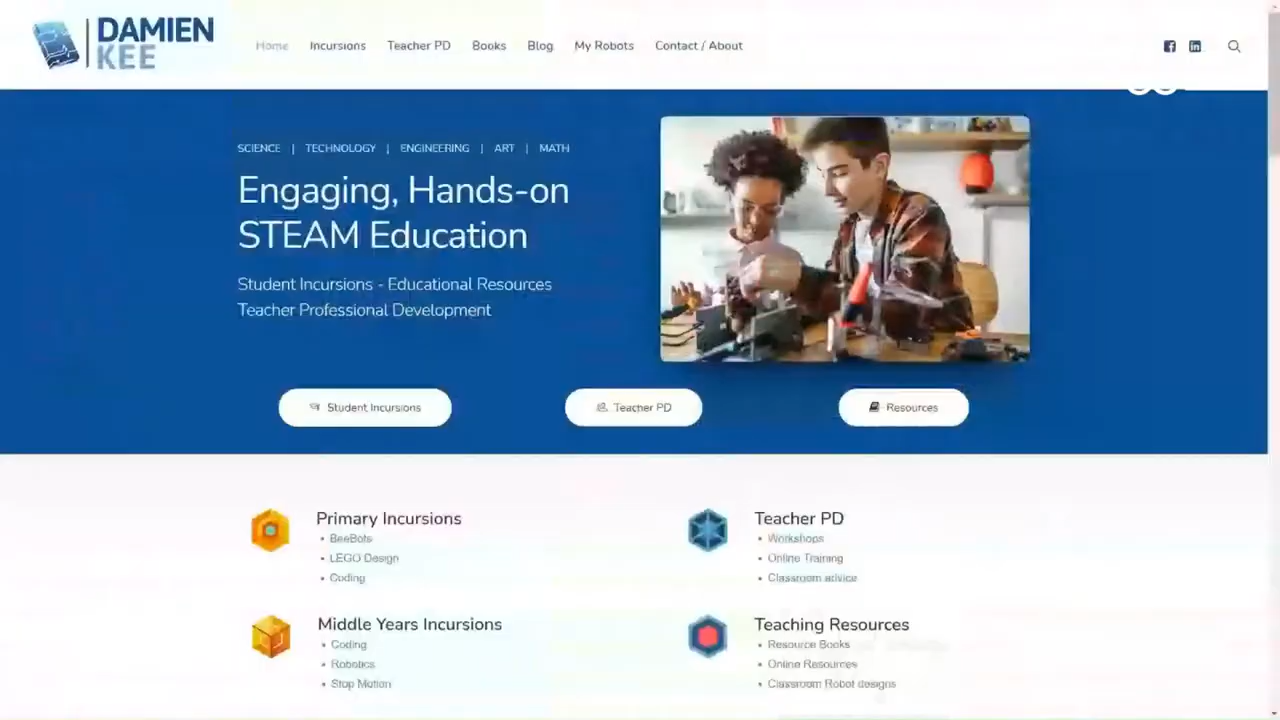 DAMIEN
KEE
Home Incursions Teacher PD Books Blog My Robots Contact / About
SCIENCE | TECHNOLOGY | ENGINEERING | ART | MATH
Engaging, Hands-on
STEAM Education
Student Incursions - Educational Resources
Teacher Professional Development
Student Incursions
Teacher PD
Resources
Primary Incursions
• BeeBots
• LEGO Design
• Coding
Teacher PD
• Workshops
• Online Training
• Classroom advice
Middle Years Incursions
• Coding
• Robotics
• Stop Motion
Teaching Resources
• Resource Books
• Online Resources
• Classroom Robot designs